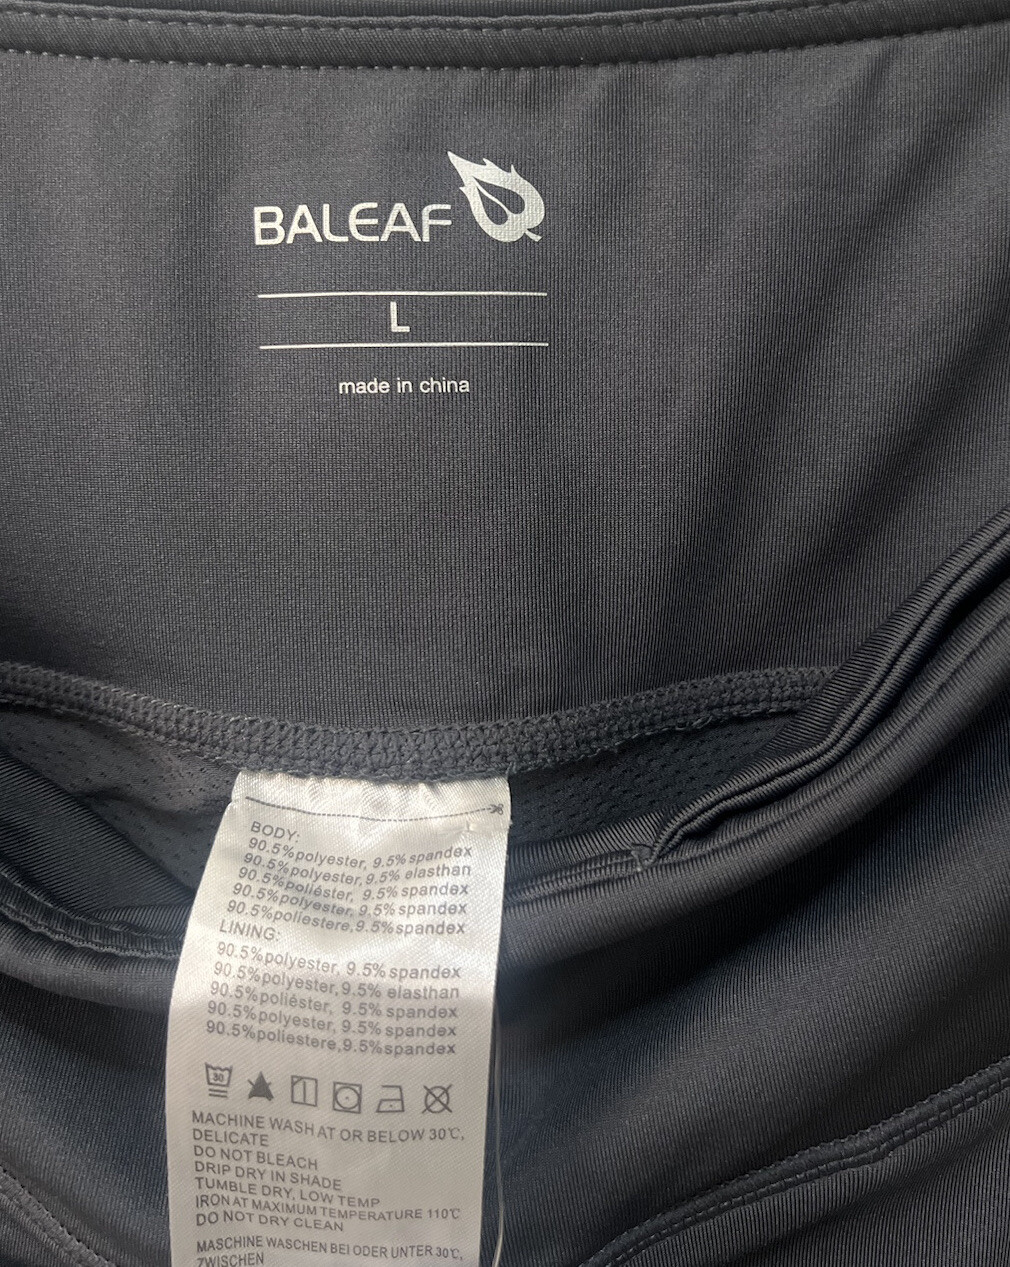 BALEAF
L
made in china
BODY:
90.5%polyester, 9.5% spandex
90.5%polyester, 9.5% elasthan
90.5%poliéster, 9.5% spandex
90.5%polyester, 9.5% spandex
90.5%poliestere,9.5%spandex
LINING:
90.5%polyester, 9.5% spandex
90.5%polyester, 9.5% elasthan
90.5%poliéster, 9.5% spandex
90.5%polyester, 9.5% spandex
90.5%poliestere,9.5%spandex
30
MACHINE WASH AT OR BELOW 30℃,
DELICATE
DO NOT BLEACH
DRIP DRY IN SHADE
TUMBLE DRY, LOW TEMP
IRON AT MAXIMUM TEMPERATURE 110℃
DO NOT DRY CLEAN
MASCHINE WASCHEN BEI ODER UNTER 30℃,
ZWISCHEN